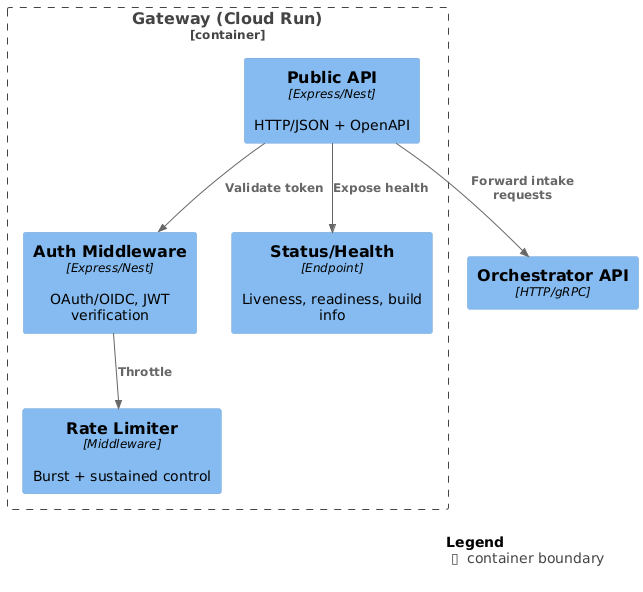 Gateway (Cloud Run)
[container]
Public API
[Express/Nest]
HTTP/JSON + OpenAPI
Validate token
Expose health
Forward intake
requests
Auth Middleware
[Express/Nest]
OAuth/OIDC, JWT
verification
Status/Health
[Endpoint]
Liveness, readiness, build
info
Orchestrator API
[HTTP/gRPC]
Throttle
Rate Limiter
[Middleware]
Burst + sustained control
Legend
▯ container boundary